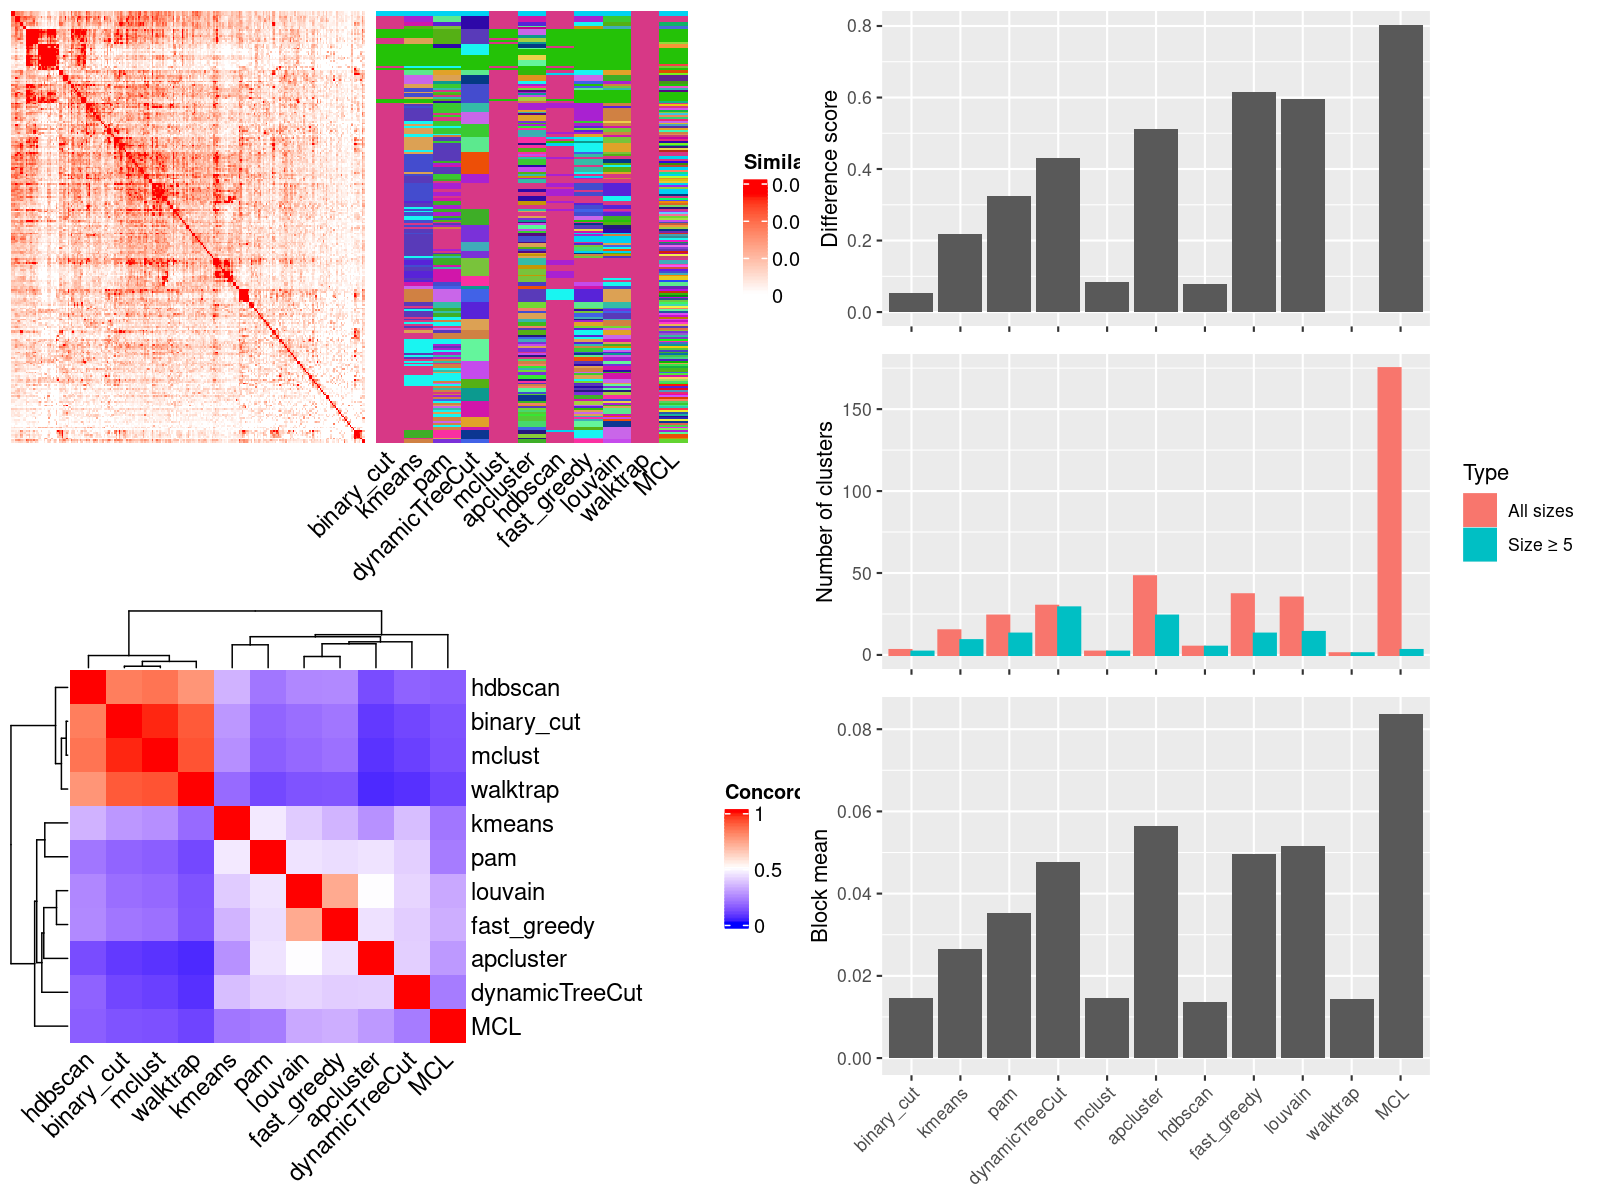 Simila
0.0
0.0
0.0
0
binary_cut
kmeans
pam
dynamicTreeCut
mclust
apcluster
hdbscan
fast_greedy
louvain
walktrap
MCL
hdbscan
binary_cut
mclust
walktrap
kmeans
pam
louvain
fast_greedy
apcluster
dynamicTreeCut
MCL
hdbscan
binary_cut
mclust
walktrap
kmeans
pam
louvain
fast_greedy
apcluster
dynamicTreeCut
MCL
Concord
1
0.5
0
Difference score
0.8
0.6
0.4
0.2
0.0
Number of clusters
150
100
50
0
Type
All sizes
Size ≥ 5
Block mean
0.08
0.06
0.04
0.02
0.00
binary_cut
kmeans
pam
dynamicTreeCut
mclust
apcluster
hdbscan
fast_greedy
louvain
walktrap
MCL